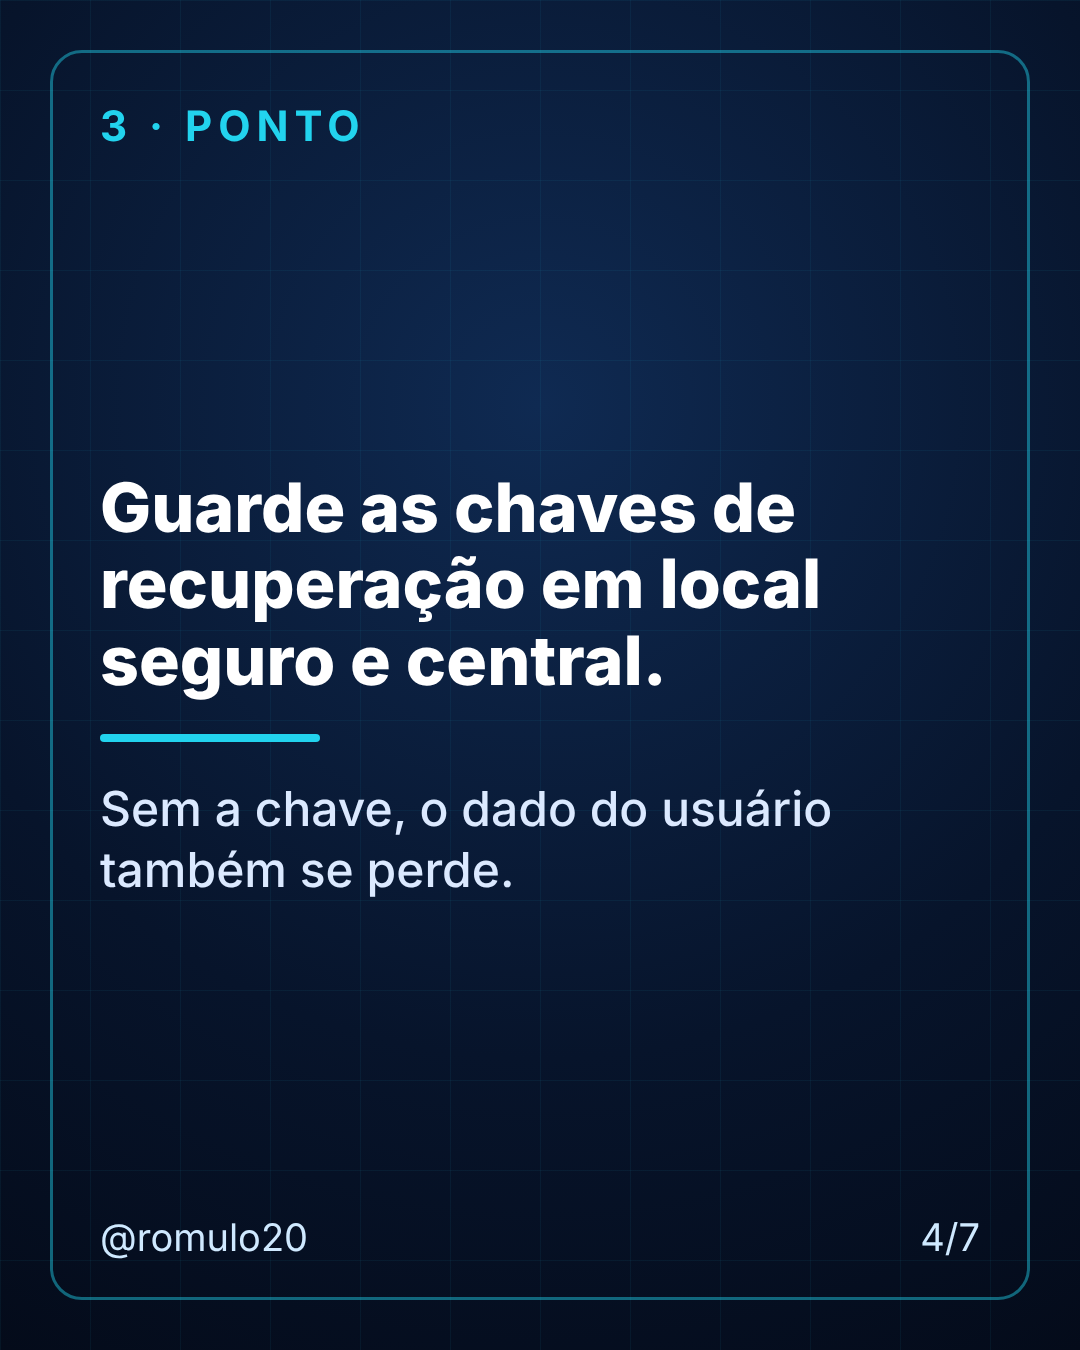 3 · PONTO
Guarde as chaves de
recuperação em local
seguro e central.
Sem a chave, o dado do usuário
também se perde.
@romulo20
4/7